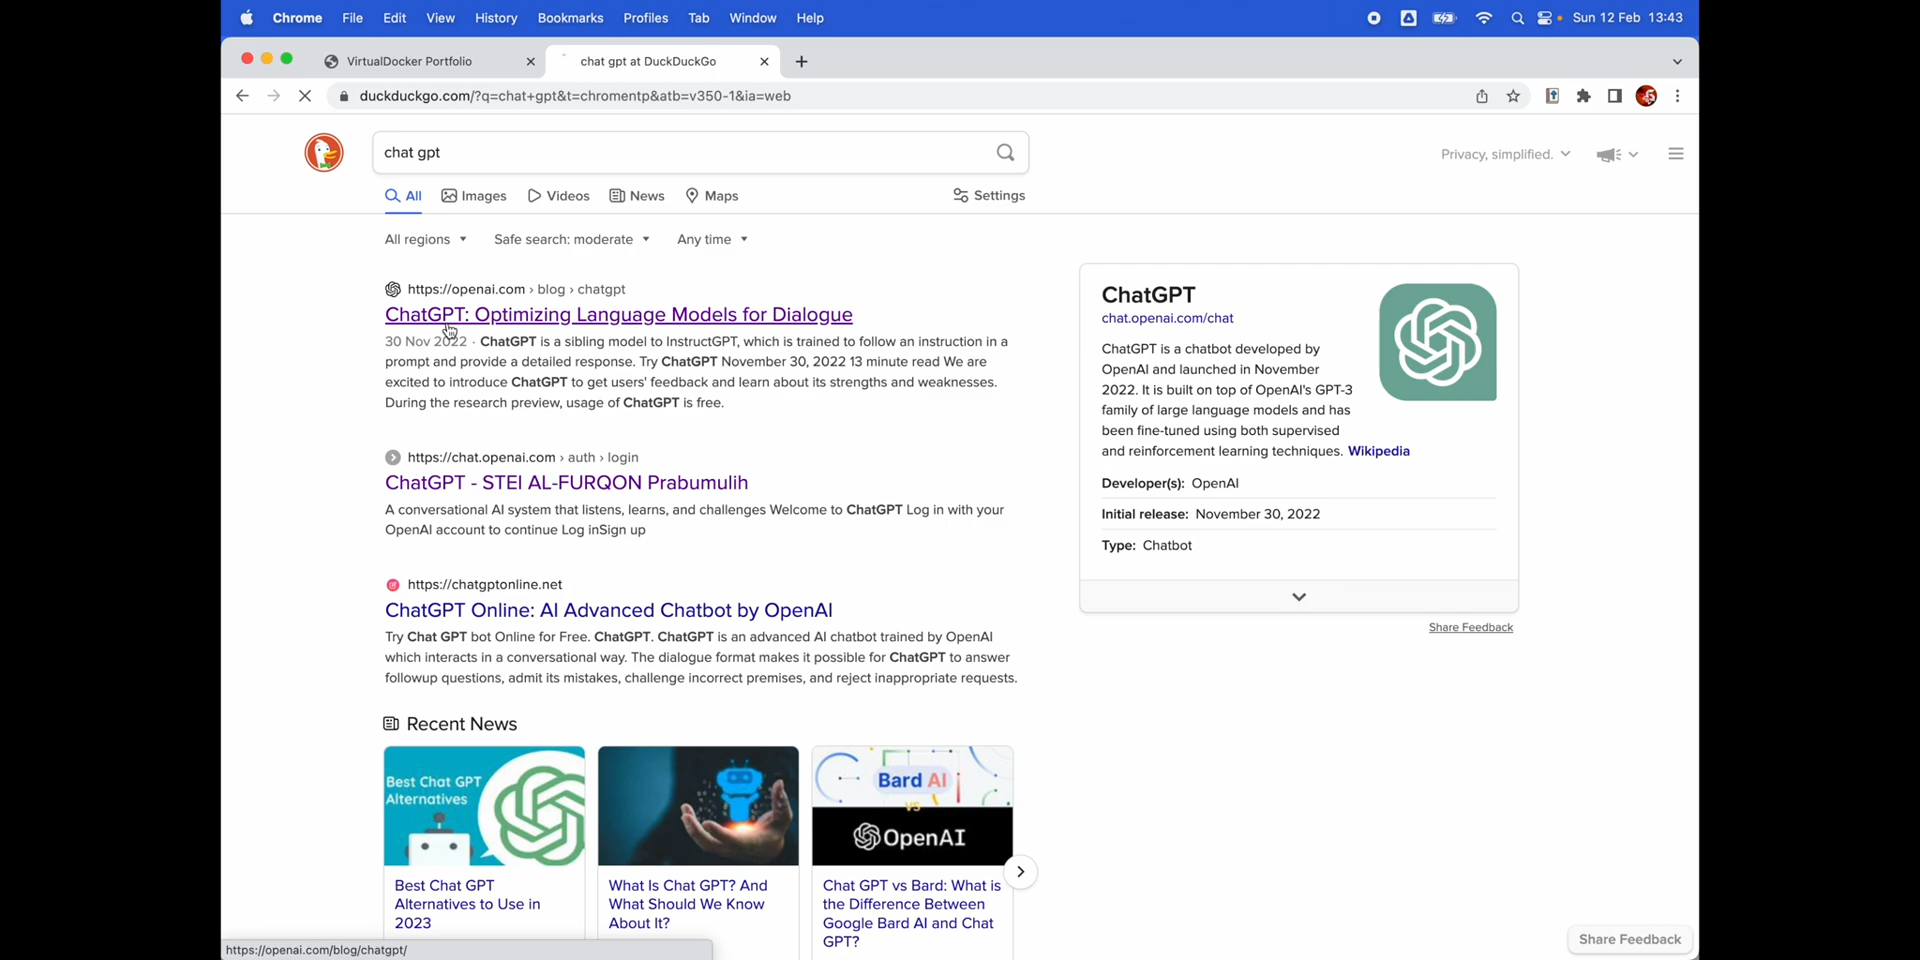 Chrome File Edit View History Bookmarks Profiles Tab Window Help
Sun 12 Feb 13:43
VirtualDocker Portfolio
chat gpt at DuckDuckGo
duckduckgo.com/?q=chat+gpt&t=chromentp&atb=v350-1&ia=web
chat gpt
Privacy, simplified.
All Images Videos News Maps Settings
All regions Safe search: moderate Any time
https://openai.com › blog › chatgpt
ChatGPT: Optimizing Language Models for Dialogue
30 Nov 2022 · ChatGPT is a sibling model to InstructGPT, which is trained to follow an instruction in a
prompt and provide a detailed response. Try ChatGPT November 30, 2022 13 minute read We are
excited to introduce ChatGPT to get users' feedback and learn about its strengths and weaknesses.
During the research preview, usage of ChatGPT is free.
https://chat.openai.com › auth › login
ChatGPT - STEI AL-FURQON Prabumulih
A conversational AI system that listens, learns, and challenges Welcome to ChatGPT Log in with your
OpenAI account to continue Log inSign up
https://chatgptonline.net
ChatGPT Online: AI Advanced Chatbot by OpenAI
Try Chat GPT bot Online for Free. ChatGPT. ChatGPT is an advanced AI chatbot trained by OpenAI
which interacts in a conversational way. The dialogue format makes it possible for ChatGPT to answer
followup questions, admit its mistakes, challenge incorrect premises, and reject inappropriate requests.
Recent News
Best Chat GPT
Alternatives
Best Chat GPT
Alternatives to Use in
2023
What Is Chat GPT? And
What Should We Know
About It?
Bard AI
VS
OpenAI
Chat GPT vs Bard: What is
the Difference Between
Google Bard AI and Chat
GPT?
ChatGPT
chat.openai.com/chat
ChatGPT is a chatbot developed by
OpenAI and launched in November
2022. It is built on top of OpenAI's GPT-3
family of large language models and has
been fine-tuned using both supervised
and reinforcement learning techniques. Wikipedia
Developer(s): OpenAI
Initial release: November 30, 2022
Type: Chatbot
Share Feedback
Share Feedback
https://openai.com/blog/chatgpt/